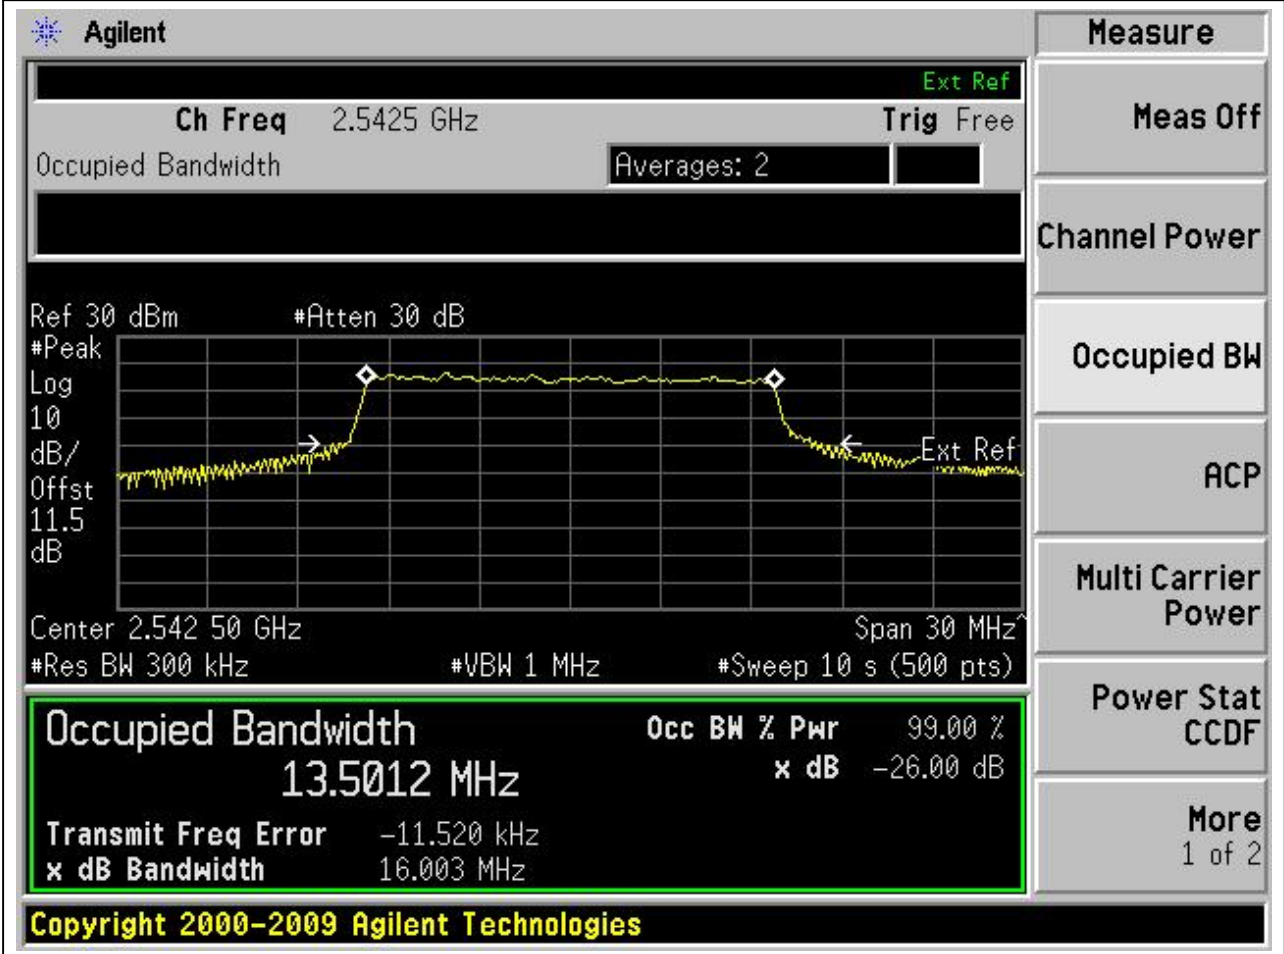 Agilent
Measure
Ext Ref
Ch Freq 2.5425 GHz Trig Free
Occupied Bandwidth Averages: 2
Meas Off
Channel Power
Occupied BW
ACP
Multi Carrier
Power
Power Stat
CCDF
More
1 of 2
Ref 30 dBm #Atten 30 dB
#Peak
Log
10
dB/
Offst
11.5
dB
Ext Ref
Center 2.542 50 GHz Span 30 MHz^
#Res BW 300 kHz #VBW 1 MHz #Sweep 10 s (500 pts)
Occupied Bandwidth Occ BW % Pwr 99.00 %
13.5012 MHz x dB -26.00 dB
Transmit Freq Error -11.520 kHz
x dB Bandwidth 16.003 MHz
Copyright 2000-2009 Agilent Technologies